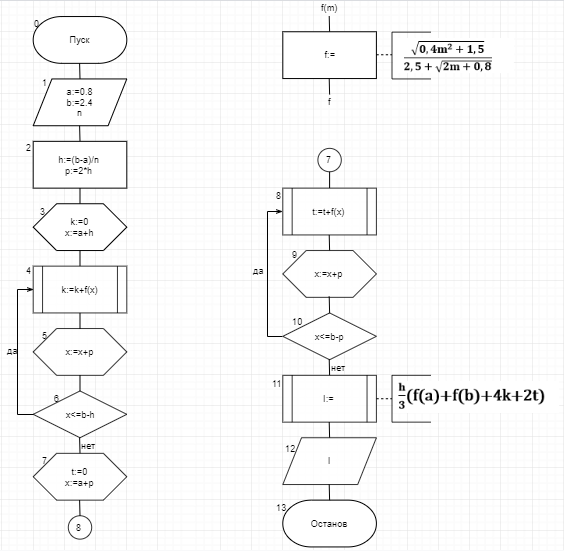 0
Пуск
1
a:=0.8
b:=2.4
n
2
h:=(b-a)/n
p:=2*h
3
k:=0
x:=a+h
4
k:=k+f(x)
5
x:=x+p
да
6
x<=b-h
нет
7
t:=0
x:=a+p
8
f(m)
f:=
√(0,4m² + 1,5)
2,5 + √(2m + 0,8)
f
7
8
t:=t+f(x)
9
x:=x+p
да
10
x<=b-p
нет
11
I:=
h/3 (f(a)+f(b)+4k+2t)
12
I
13
Останов